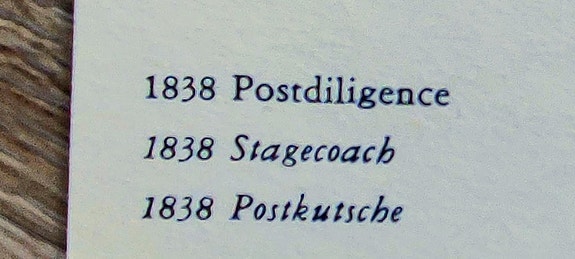 1838 Postdiligence
1838 Stagecoach
1838 Postkutsche